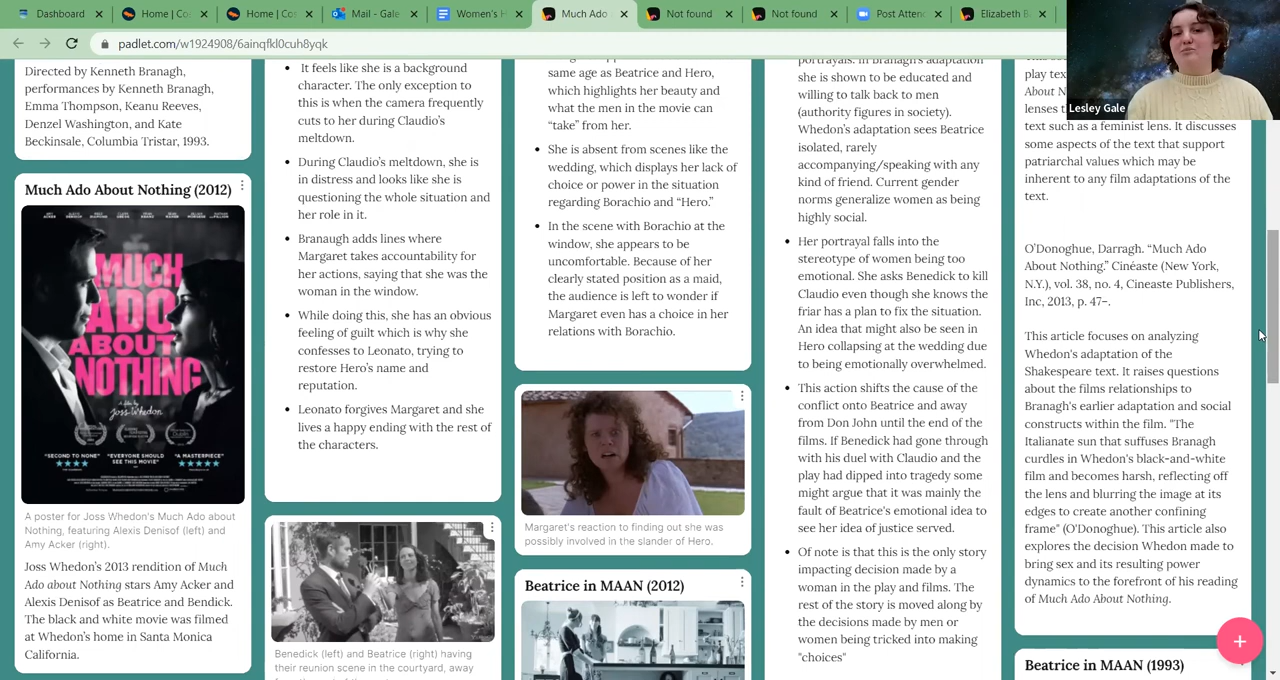 Dashboard
Home | Cos
Home | Cos
Mail - Gale
Women's H
Much Ado
Not found
Not found
Post Attend
Elizabeth B
padlet.com/w1924908/6ainqfkl0cuh8yqk
Lesley Gale
Directed by Kenneth Branagh,
performances by Kenneth Branagh,
Emma Thompson, Keanu Reeves,
Denzel Washington, and Kate
Beckinsale, Columbia Tristar, 1993.
Much Ado About Nothing (2012)
MUCH
ADO
ABOUT
NOTHING
A film by
Joss Whedon
"SECOND TO NONE"
"EVERYONE SHOULD
SEE THIS MOVIE"
"A MASTERPIECE"
A poster for Joss Whedon's Much Ado about
Nothing, featuring Alexis Denisof (left) and
Amy Acker (right).
Joss Whedon's 2013 rendition of Much
Ado about Nothing stars Amy Acker and
Alexis Denisof as Beatrice and Bendick.
The black and white movie was filmed
at Whedon's home in Santa Monica
California.
It feels like she is a background
character. The only exception to
this is when the camera frequently
cuts to her during Claudio's
meltdown.
During Claudio's meltdown, she is
in distress and looks like she is
questioning the whole situation and
her role in it.
Branaugh adds lines where
Margaret takes accountability for
her actions, saying that she was the
woman in the window.
While doing this, she has an obvious
feeling of guilt which is why she
confesses to Leonato, trying to
restore Hero's name and
reputation.
Leonato forgives Margaret and she
lives a happy ending with the rest of
the characters.
Benedick (left) and Beatrice (right) having
their reunion scene in the courtyard, away
same age as Beatrice and Hero,
which highlights her beauty and
what the men in the movie can
"take" from her.
She is absent from scenes like the
wedding, which displays her lack of
choice or power in the situation
regarding Borachio and "Hero."
In the scene with Borachio at the
window, she appears to be
uncomfortable. Because of her
clearly stated position as a maid,
the audience is left to wonder if
Margaret even has a choice in her
relations with Borachio.
Margaret's reaction to finding out she was
possibly involved in the slander of Hero.
Beatrice in MAAN (2012)
portrayals. In Branagh's adaptation
she is shown to be educated and
willing to talk back to men
(authority figures in society).
Whedon's adaptation sees Beatrice
isolated, rarely
accompanying/speaking with any
kind of friend. Current gender
norms generalize women as being
highly social.
Her portrayal falls into the
stereotype of women being too
emotional. She asks Benedick to kill
Claudio even though she knows the
friar has a plan to fix the situation.
An idea that might also be seen in
Hero collapsing at the wedding due
to being emotionally overwhelmed.
This action shifts the cause of the
conflict onto Beatrice and away
from Don John until the end of the
films. If Benedick had gone through
with his duel with Claudio and the
play had dipped into tragedy some
might argue that it was mainly the
fault of Beatrice's emotional idea to
see her idea of justice served.
Of note is that this is the only story
impacting decision made by a
woman in the play and films. The
rest of the story is moved along by
the decisions made by men or
women being tricked into making
"choices"
play tex
About N
lenses t
text such as a feminist lens. It discusses
some aspects of the text that support
patriarchal values which may be
inherent to any film adaptations of the
text.
O'Donoghue, Darragh. "Much Ado
About Nothing." Cinéaste (New York,
N.Y.), vol. 38, no. 4, Cineaste Publishers,
Inc, 2013, p. 47–.
This article focuses on analyzing
Whedon's adaptation of the
Shakespeare text. It raises questions
about the films relationships to
Branagh's earlier adaptation and social
constructs within the film. "The
Italianate sun that suffuses Branagh
curdles in Whedon's black-and-white
film and becomes harsh, reflecting off
the lens and blurring the image at its
edges to create another confining
frame" (O'Donoghue). This article also
explores the decision Whedon made to
bring sex and its resulting power
dynamics to the forefront of his reading
of Much Ado About Nothing.
Beatrice in MAAN (1993)